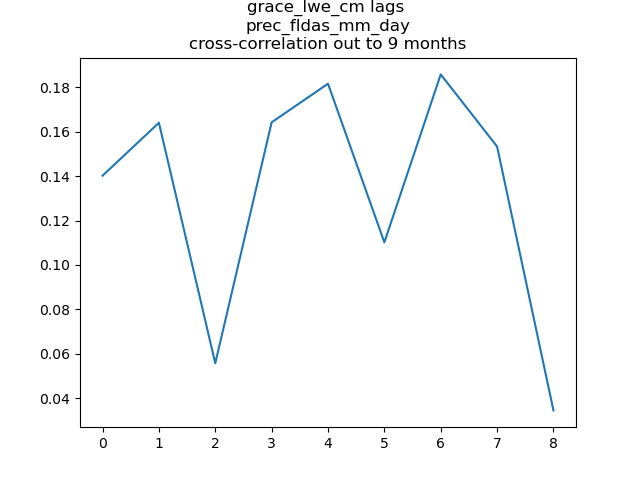 grace_lwe_cm lags
prec_fldas_mm_day
cross-correlation out to 9 months
0.18
0.16
0.14
0.12
0.10
0.08
0.06
0.04
0 1 2 3 4 5 6 7 8